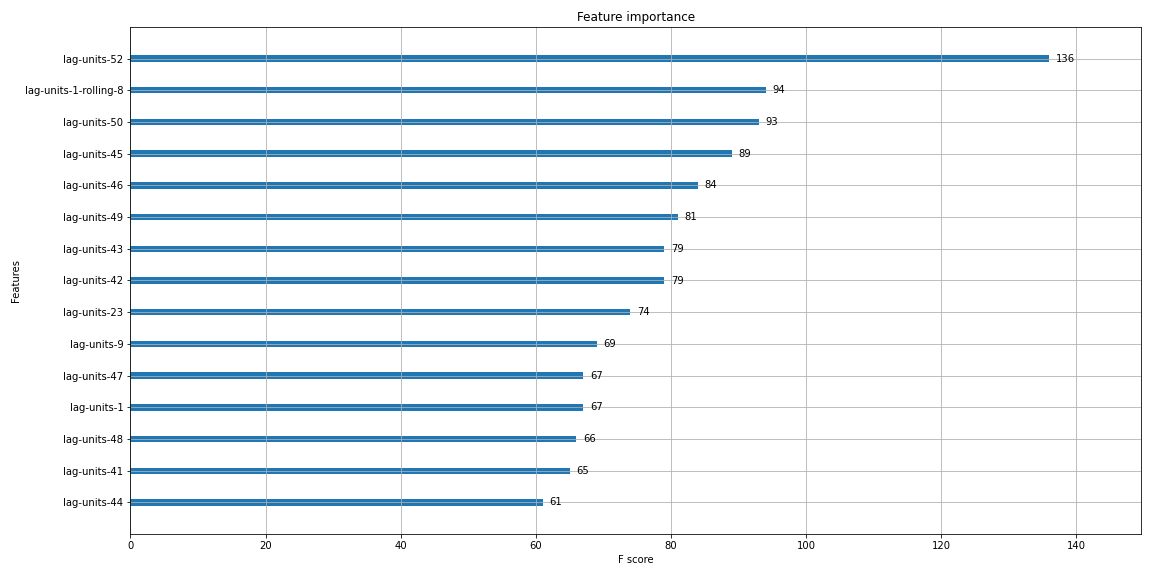 Feature importance
Features
lag-units-52 136
lag-units-1-rolling-8 94
lag-units-50 93
lag-units-45 89
lag-units-46 84
lag-units-49 81
lag-units-43 79
lag-units-42 79
lag-units-23 74
lag-units-9 69
lag-units-47 67
lag-units-1 67
lag-units-48 66
lag-units-41 65
lag-units-44 61
0 20 40 60 80 100 120 140
F score